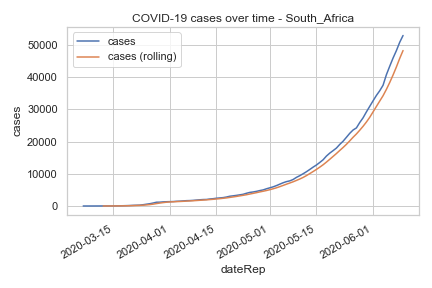 COVID-19 cases over time - South_Africa
cases
cases (rolling)
cases
50000
40000
30000
20000
10000
0
2020-03-15
2020-04-01
2020-04-15
2020-05-01
2020-05-15
2020-06-01
dateRep